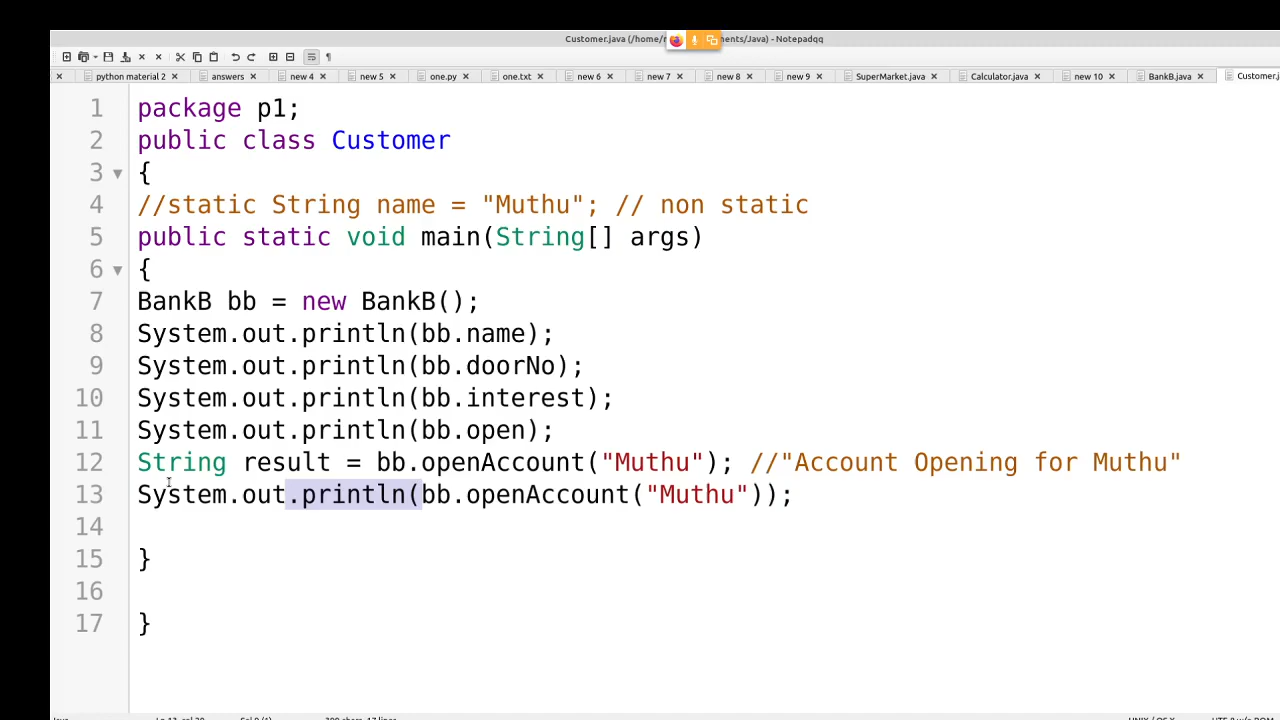 Customer.java (/home/ ments/Java) - Notepadqq
python material 2 answers new 4 new 5 one.py one.txt new 6 new 7 new 8 new 9 SuperMarket.java Calculator.java new 10 BankB.java Customer.j
1 package p1;
2 public class Customer
3 {
4 //static String name = "Muthu"; // non static
5 public static void main(String[] args)
6 {
7 BankB bb = new BankB();
8 System.out.println(bb.name);
9 System.out.println(bb.doorNo);
10 System.out.println(bb.interest);
11 System.out.println(bb.open);
12 String result = bb.openAccount("Muthu"); //"Account Opening for Muthu"
13 System.out.println(bb.openAccount("Muthu"));
14
15 }
16
17 }